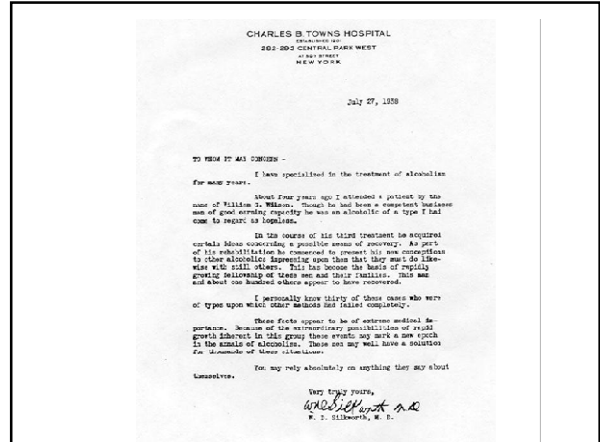 CHARLES B. TOWNS HOSPITAL
ESTABLISHED 1901
292-293 CENTRAL PARK WEST
AT 89th STREET
NEW YORK
July 27, 1938
TO WHOM IT MAY CONCERN -
I have specialized in the treatment of alcoholism
for many years.
About four years ago I attended a patient by the
name of William G. Wilson. Though he had been a competent business
man of good earning capacity he was an alcoholic of a type I had
come to regard as hopeless.
In the course of his third treatment he acquired
certain ideas concerning a possible means of recovery. As part
of his rehabilitation he commenced to present his new conceptions
to other alcoholics impressing upon them that they must do like-
wise with still others. This has become the basis of rapidly
growing fellowship of these men and their families. This man
and about one hundred others appear to have recovered.
I personally know thirty of these cases who were
of types upon which other methods had failed completely.
These facts appear to be of extreme medical im-
portance. Because of the extraordinary possibilities of rapid
growth inherent in this group these events may mark a new epoch
in the annals of alcoholism. These men may well have a solution
for thousands of these situations.
You may rely absolutely on anything they say about
themselves.
Very truly yours,
WD Silkworth MD
W. D. Silkworth, M. D.